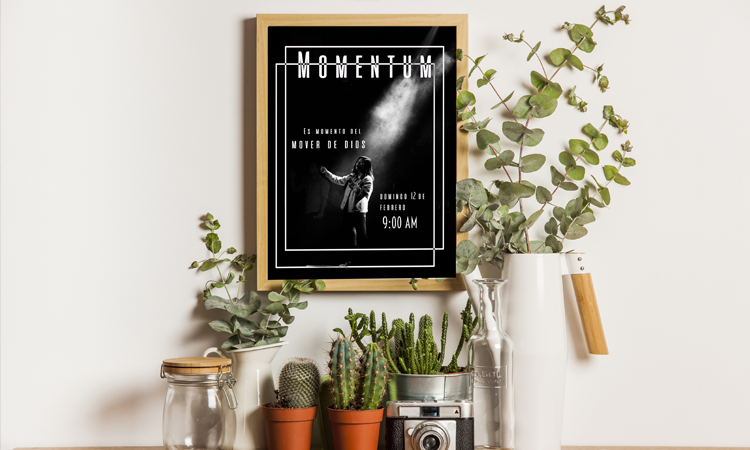 MOMENTUM
ES MOMENTO DEL
MOVER DE DIOS
DOMINGO 12 DE
FEBRERO
9:00 AM